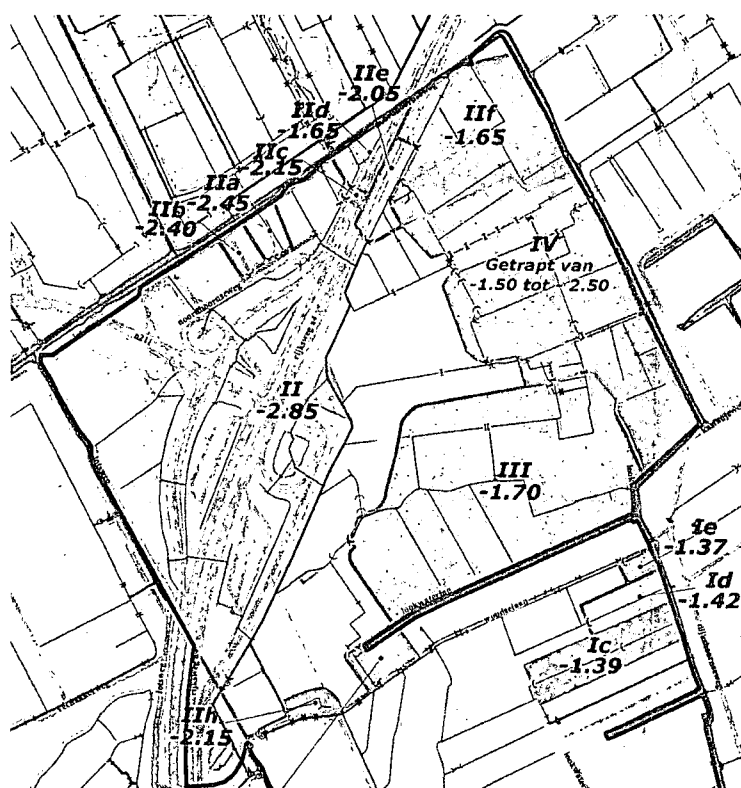 IIe
-2.05
IId
-1.65
IIf
-1.65
IIc
-2.15
IIa
-2.45
IIb
-2.40
IV
Getrapt van
-1.50 tot - 2.50
II
-2.85
III
-1.70
Ie
-1.37
Id
-1.42
Ic
-1.39
IIh
-2.15